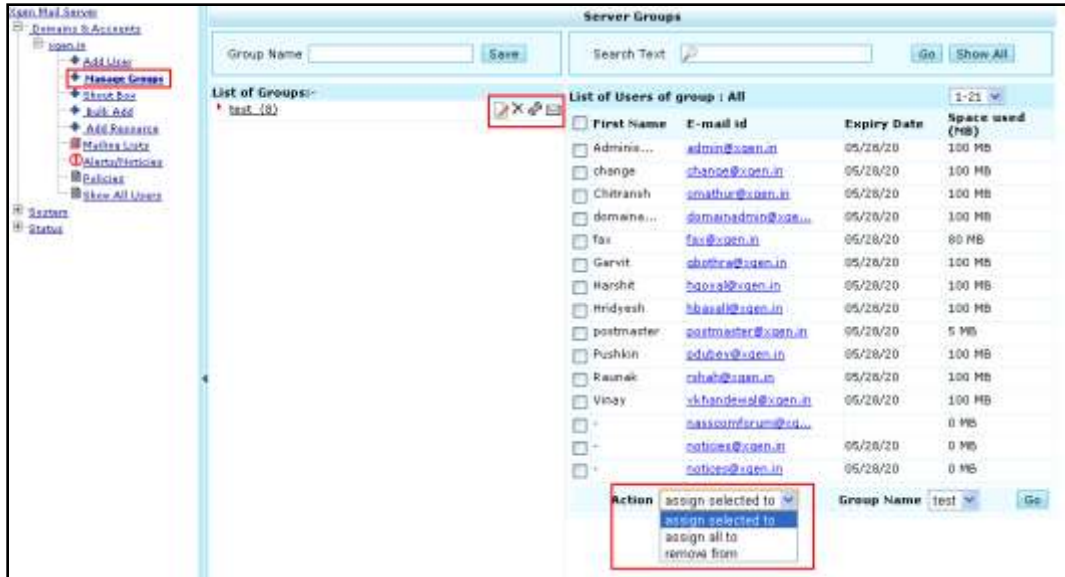 Xgen Mail Server
Domains & Accounts
xgen.in
Add User
Manage Groups
Shout Box
Bulk Add
Add Resource
Mailing Lists
Alerts/Noticies
Policies
Show All Users
System
Status
Server Groups
Group Name
Save
Search Text
Go
Show All
List of Groups:-
test (8)
List of Users of group : All
1-21
First Name E-mail id Expiry Date Space used (MB)
Adminis... admin@xgen.in 05/28/20 100 MB
change change@xgen.in 05/28/20 100 MB
Chitransh cmathur@xgen.in 05/28/20 100 MB
domaina... domainadmin@xge... 05/28/20 100 MB
fax fax@xgen.in 05/28/20 80 MB
Garvit gbothra@xgen.in 05/28/20 100 MB
Harshit hgoyal@xgen.in 05/28/20 100 MB
Hridyesh @xgen.in 05/28/20 100 MB
postmaster postmaster@xgen.in 05/28/20 5 MB
Pushkin pdubey@xgen.in 05/28/20 100 MB
Raunak rshah@xgen.in 05/28/20 100 MB
Vinay vkhandewal@xgen.in 05/28/20 100 MB
- nasscomforum@xg... 0 MB
- noticies@xgen.in 05/28/20 0 MB
- notices@xgen.in 05/28/20 0 MB
Action assign selected to Group Name test Go
assign selected to
assign all to
remove from